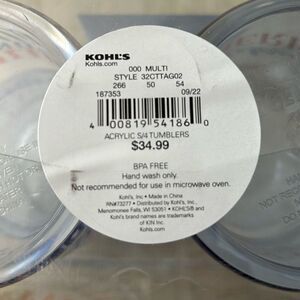 KOHL'S
Kohls.com
000 MULTI
STYLE 32CTTAG02
266 50 54
187353 09/22
4 00819 54186 0
ACRYLIC S/4 TUMBLERS
$34.99
BPA FREE
Hand wash only.
Not recommended for use in microwave oven.
Kohl's, Inc • Made in China
RN#73277 • Distributed by Kohl's, Inc.
Menomonee Falls, WI 53051 • KOHLS® and
Kohl's brand names are trademarks
of KIN Inc.
Kohls.com